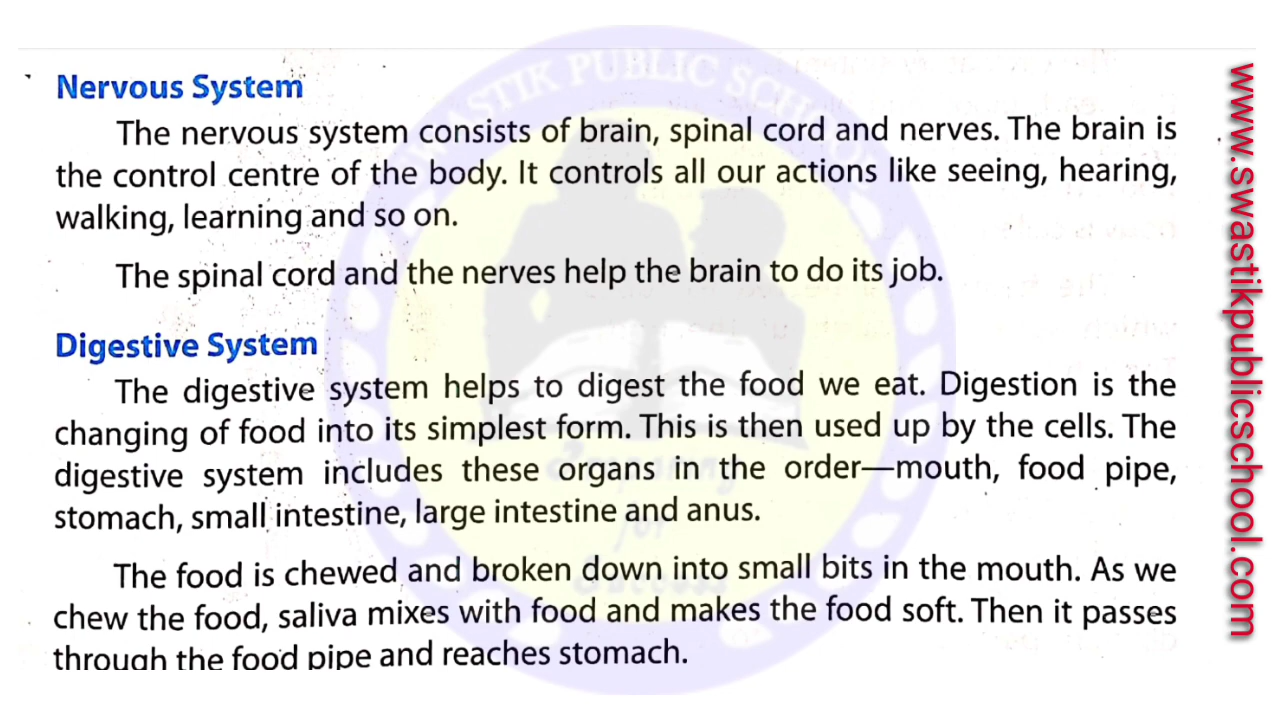 Nervous System
The nervous system consists of brain, spinal cord and nerves. The brain is
the control centre of the body. It controls all our actions like seeing, hearing,
walking, learning and so on.
The spinal cord and the nerves help the brain to do its job.
Digestive System
The digestive system helps to digest the food we eat. Digestion is the
changing of food into its simplest form. This is then used up by the cells. The
digestive system includes these organs in the order—mouth, food pipe,
stomach, small intestine, large intestine and anus.
The food is chewed and broken down into small bits in the mouth. As we
chew the food, saliva mixes with food and makes the food soft. Then it passes
through the food pipe and reaches stomach.
www.swastikpublicschool.com
SWASTIK PUBLIC SCHOOL